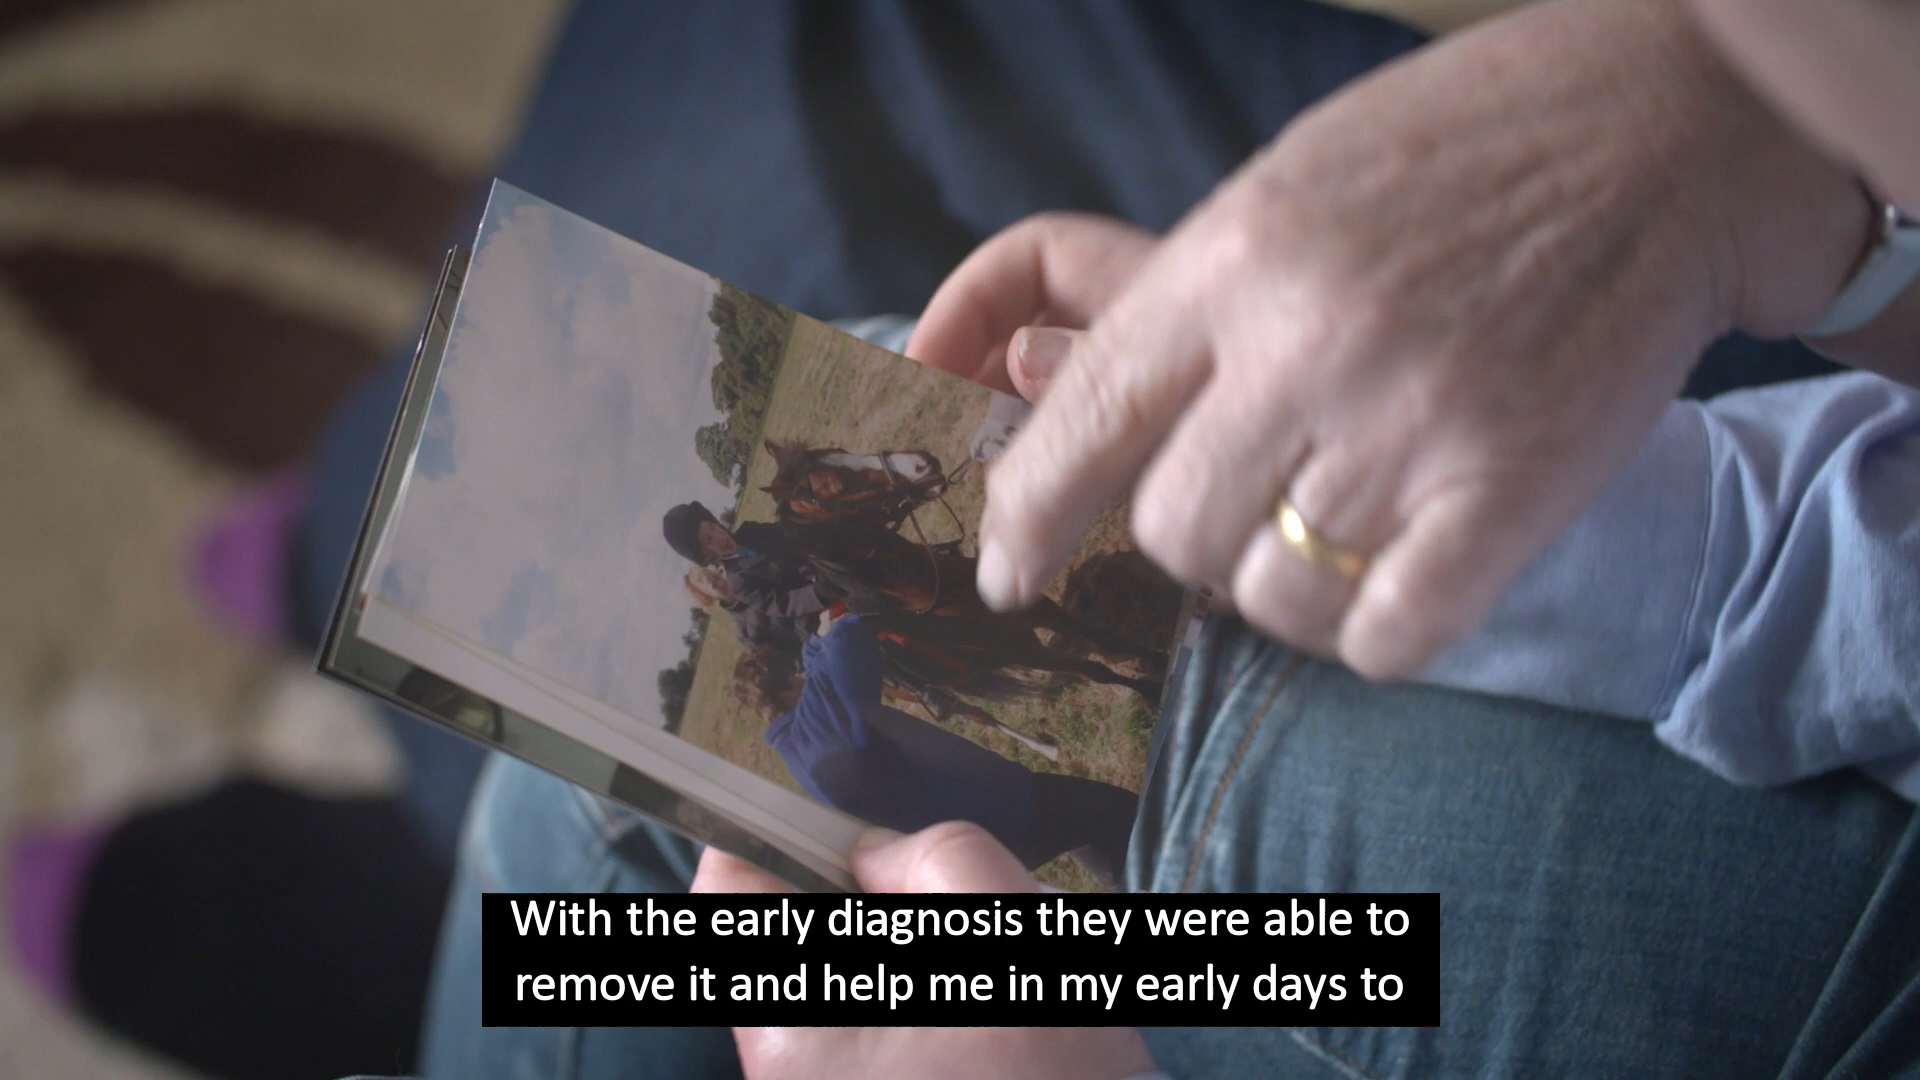 With the early diagnosis they were able to
remove it and help me in my early days to